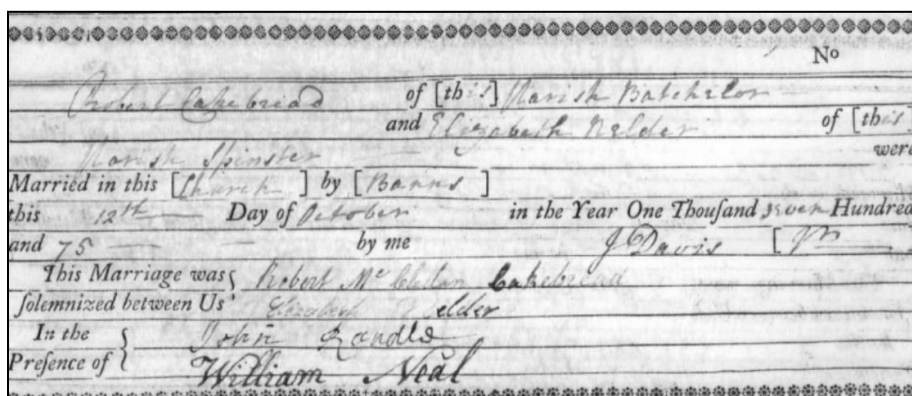 No
Robert Cakebread of [this] Parish Batchelor
and Elizabeth Nelder of [this]
Parish Spinster were
Married in this [Church] by [Banns]
this 12th Day of October in the Year One Thousand seven Hundred
and 75 by me J Davis [
This Marriage was Robert Mc Cakebread
solemnized between Us Elizabeth Nelder
In the John Randle
Presence of William Neal